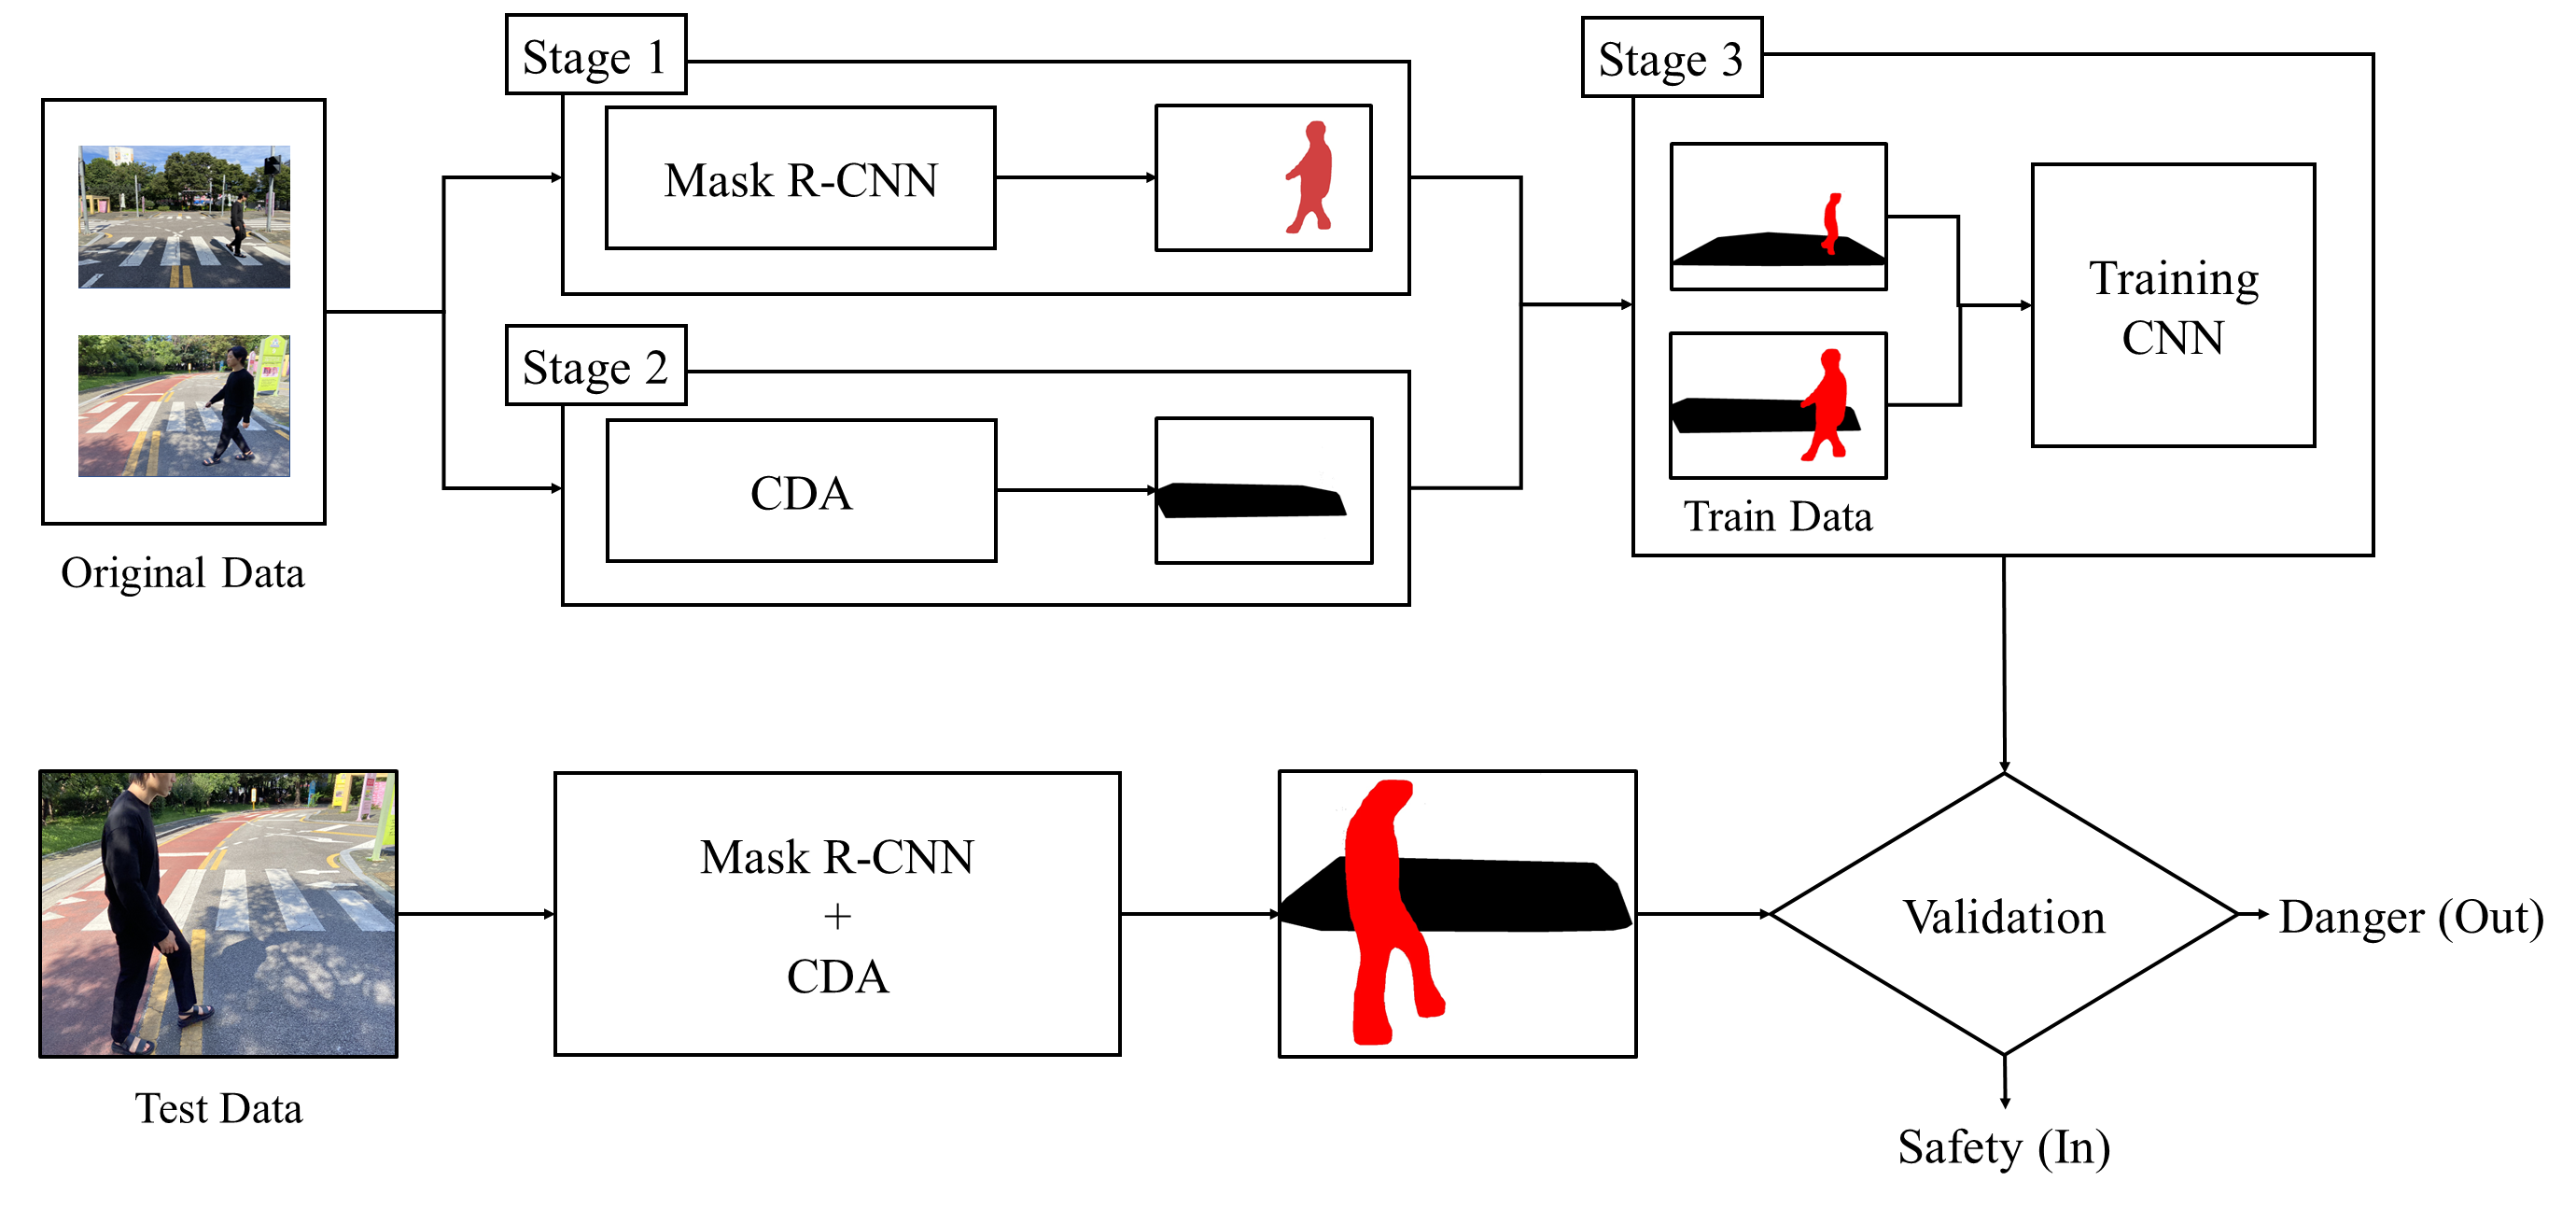 Stage 1
Mask R-CNN
Original Data
Stage 2
CDA
Stage 3
Train Data
Training
CNN
Test Data
Mask R-CNN
+
CDA
Validation
Danger (Out)
Safety (In)